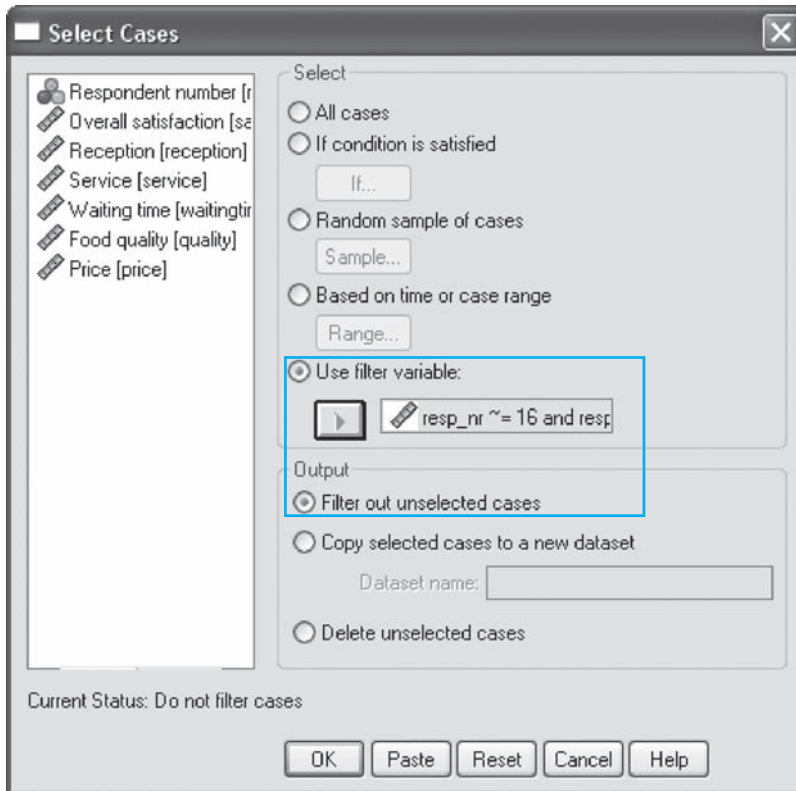 Select Cases
Respondent number [r
Overall satisfaction [sa
Reception [reception]
Service [service]
Waiting time [waitingtir
Food quality [quality]
Price [price]
Select
All cases
If condition is satisfied
If...
Random sample of cases
Sample...
Based on time or case range
Range...
Use filter variable:
resp_nr ~= 16 and resp
Output
Filter out unselected cases
Copy selected cases to a new dataset
Dataset name:
Delete unselected cases
Current Status: Do not filter cases
OK Paste Reset Cancel Help